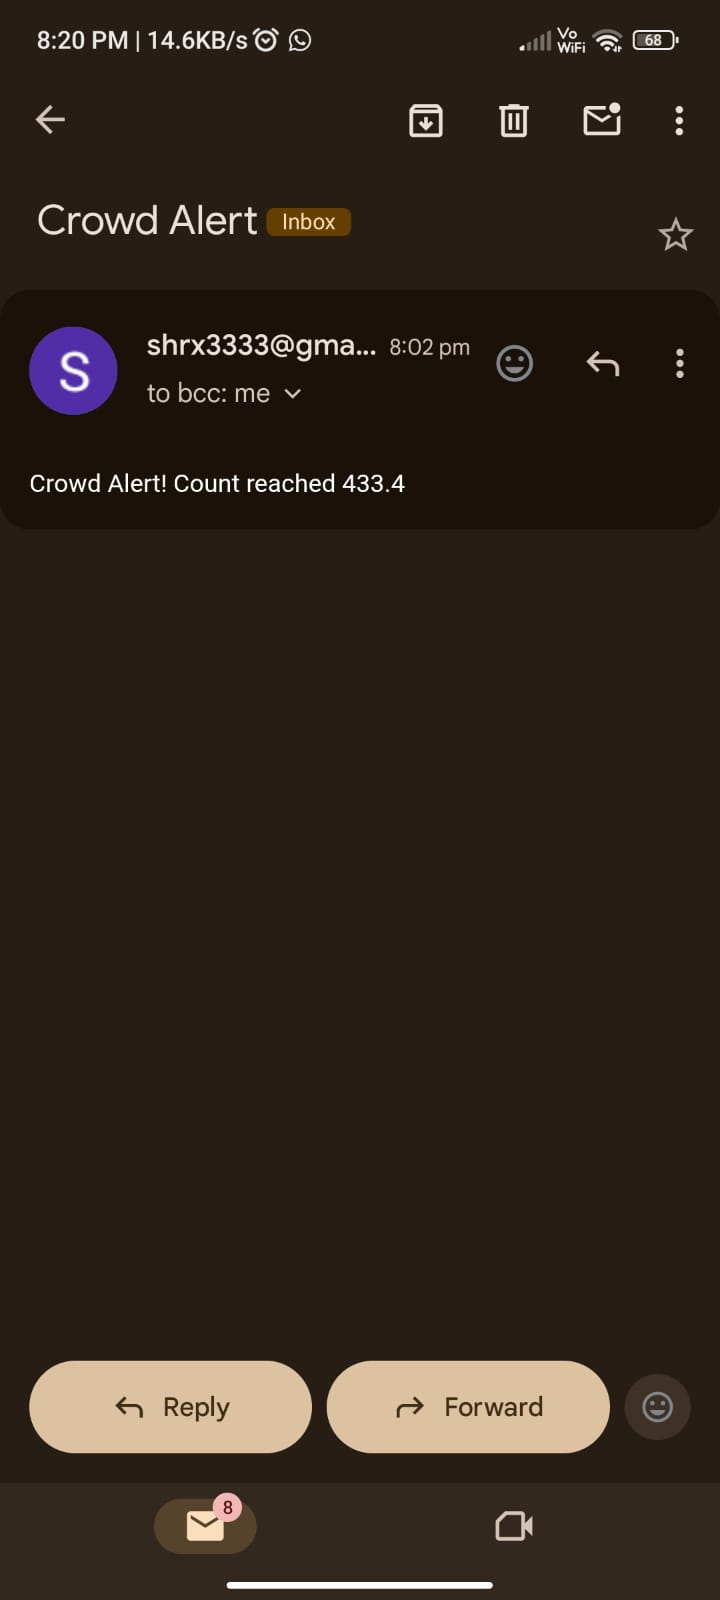 8:20 PM | 14.6KB/s
Vo
WiFi
68
Crowd Alert Inbox
S
shrx3333@gma... 8:02 pm
to bcc: me
Crowd Alert! Count reached 433.4
Reply
Forward
8